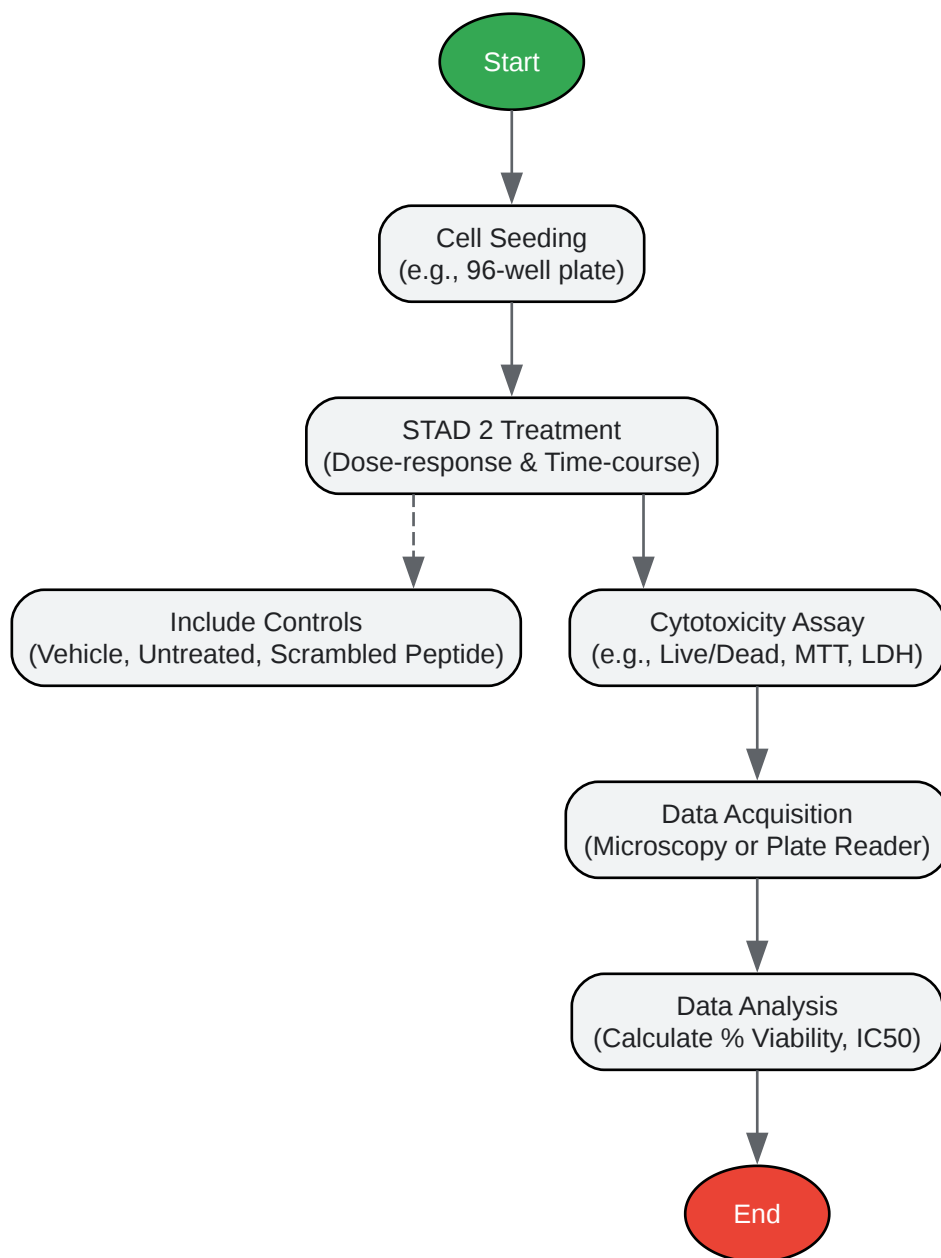 Start
Cell Seeding
(e.g., 96-well plate)
STAD 2 Treatment
(Dose-response & Time-course)
Include Controls
(Vehicle, Untreated, Scrambled Peptide)
Cytotoxicity Assay
(e.g., Live/Dead, MTT, LDH)
Data Acquisition
(Microscopy or Plate Reader)
Data Analysis
(Calculate % Viability, IC50)
End